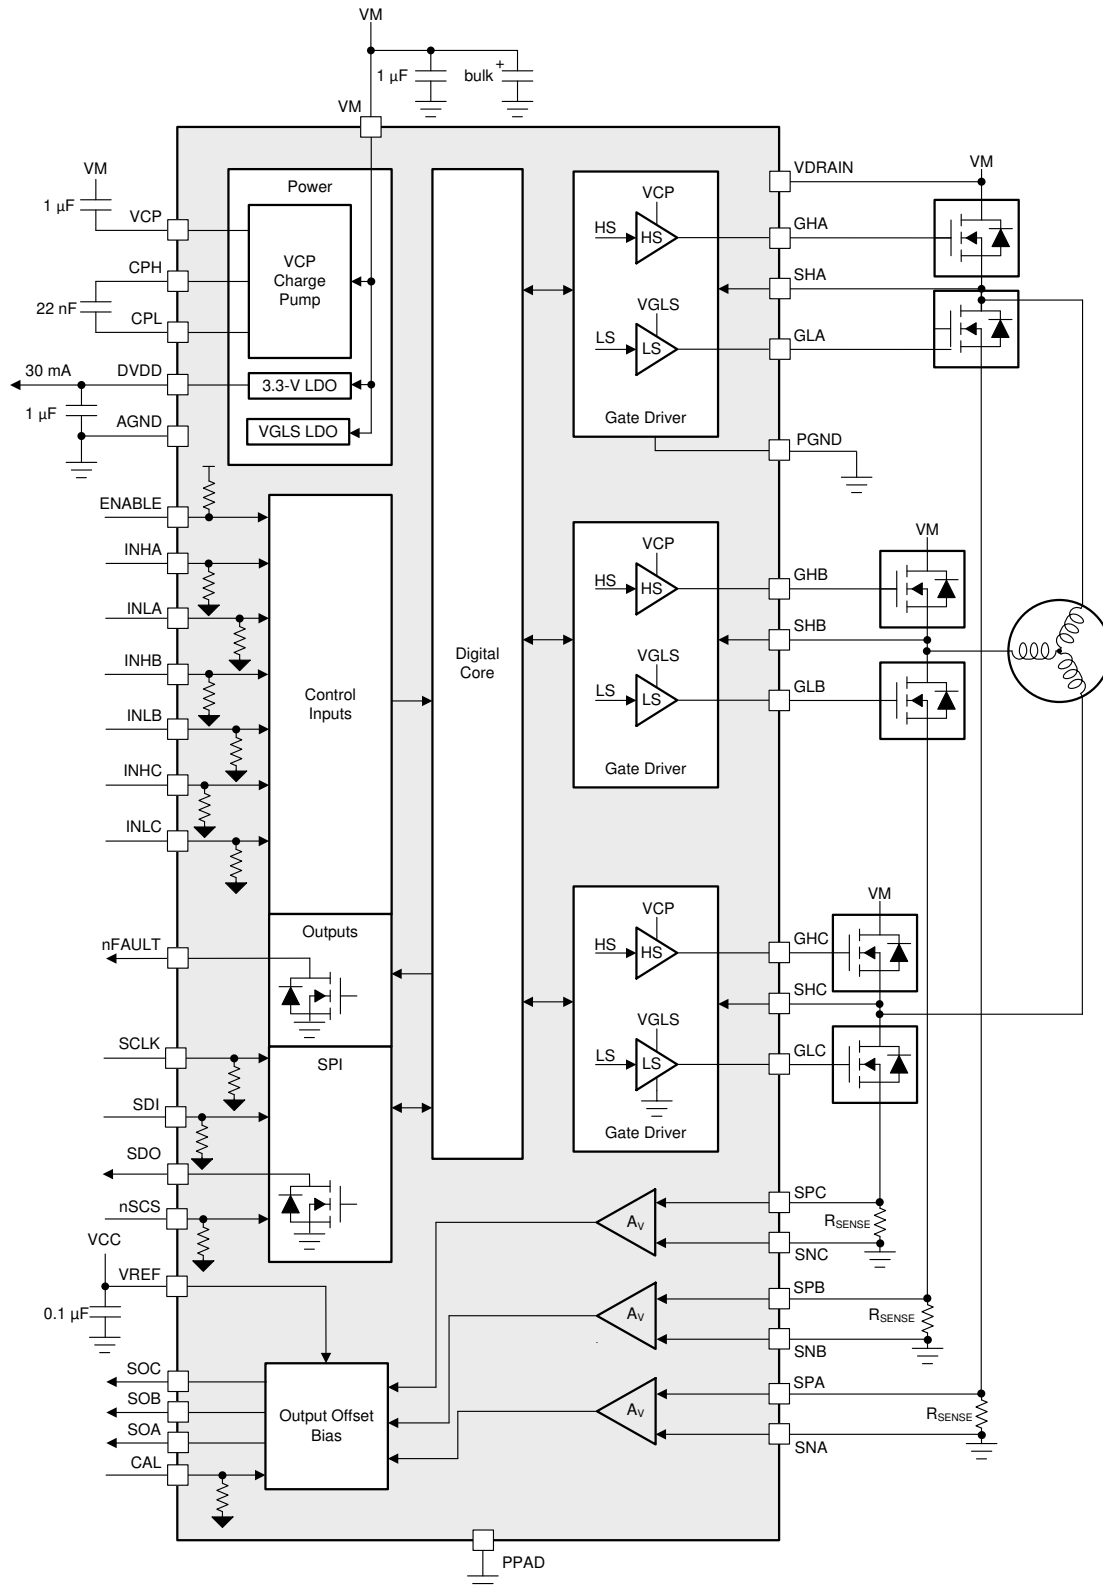 VM
1 µF
bulk
+
VM
VM
1 µF
VCP
CPH
22 nF
CPL
30 mA
DVDD
1 µF
AGND
Power
VCP
Charge
Pump
3.3-V LDO
VGLS LDO
ENABLE
INHA
INLA
INHB
INLB
INHC
INLC
Control
Inputs
Digital
Core
nFAULT
Outputs
SCLK
SPI
SDI
SDO
nSCS
VCC
VREF
0.1 µF
SOC
SOB
SOA
CAL
Output Offset
Bias
VCP
HS
HS
VGLS
LS
LS
Gate Driver
VDRAIN
VM
GHA
SHA
GLA
PGND
VCP
HS
HS
VGLS
LS
LS
Gate Driver
VM
GHB
SHB
GLB
VCP
HS
HS
VGLS
LS
LS
Gate Driver
VM
GHC
SHC
GLC
AV
SPC
RSENSE
SNC
AV
SPB
RSENSE
SNB
AV
SPA
RSENSE
SNA
PPAD